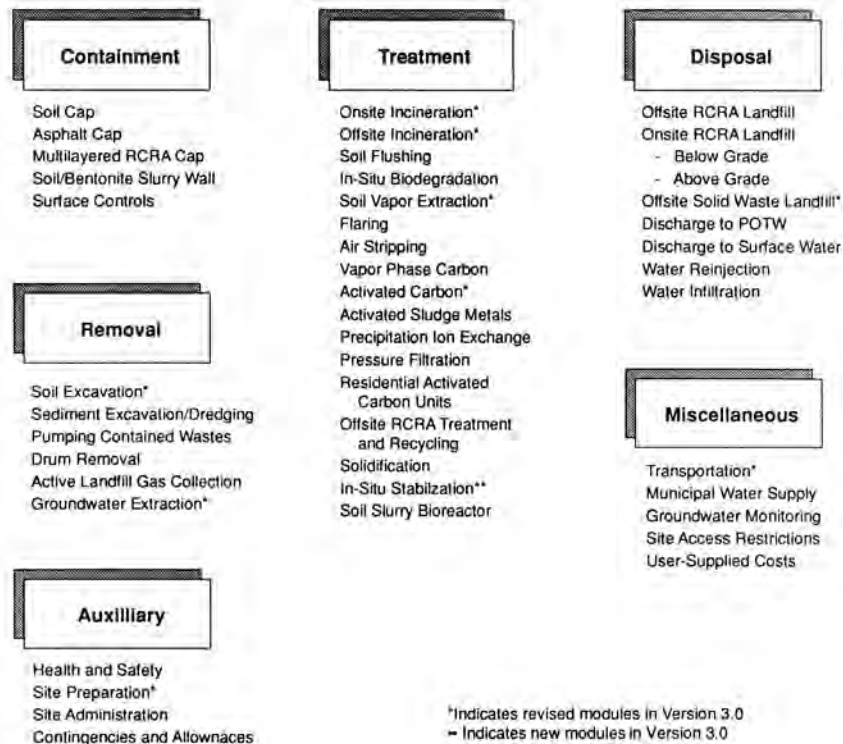 Containment
Soil Cap
Asphalt Cap
Multilayered RCRA Cap
Soil/Bentonite Slurry Wall
Surface Controls
Removal
Soil Excavation*
Sediment Excavation/Dredging
Pumping Contained Wastes
Drum Removal
Active Landfill Gas Collection
Groundwater Extraction*
Auxilliary
Health and Safety
Site Preparation*
Site Administration
Contingencies and Allownaces
Treatment
Onsite Incineration*
Offsite Incineration*
Soil Flushing
In-Situ Biodegradation
Soil Vapor Extraction*
Flaring
Air Stripping
Vapor Phase Carbon
Activated Carbon*
Activated Sludge Metals
Precipitation Ion Exchange
Pressure Filtration
Residential Activated
Carbon Units
Offsite RCRA Treatment
and Recycling
Solidification
In-Situ Stabilzation**
Soil Slurry Bioreactor
Disposal
Offsite RCRA Landfill
Onsite RCRA Landfill
- Below Grade
- Above Grade
Offsite Solid Waste Landfill*
Discharge to POTW
Discharge to Surface Water
Water Reinjection
Water Infiltration
Miscellaneous
Transportation*
Municipal Water Supply
Groundwater Monitoring
Site Access Restrictions
User-Supplied Costs
*Indicates revised modules in Version 3.0
– Indicates new modules in Version 3.0